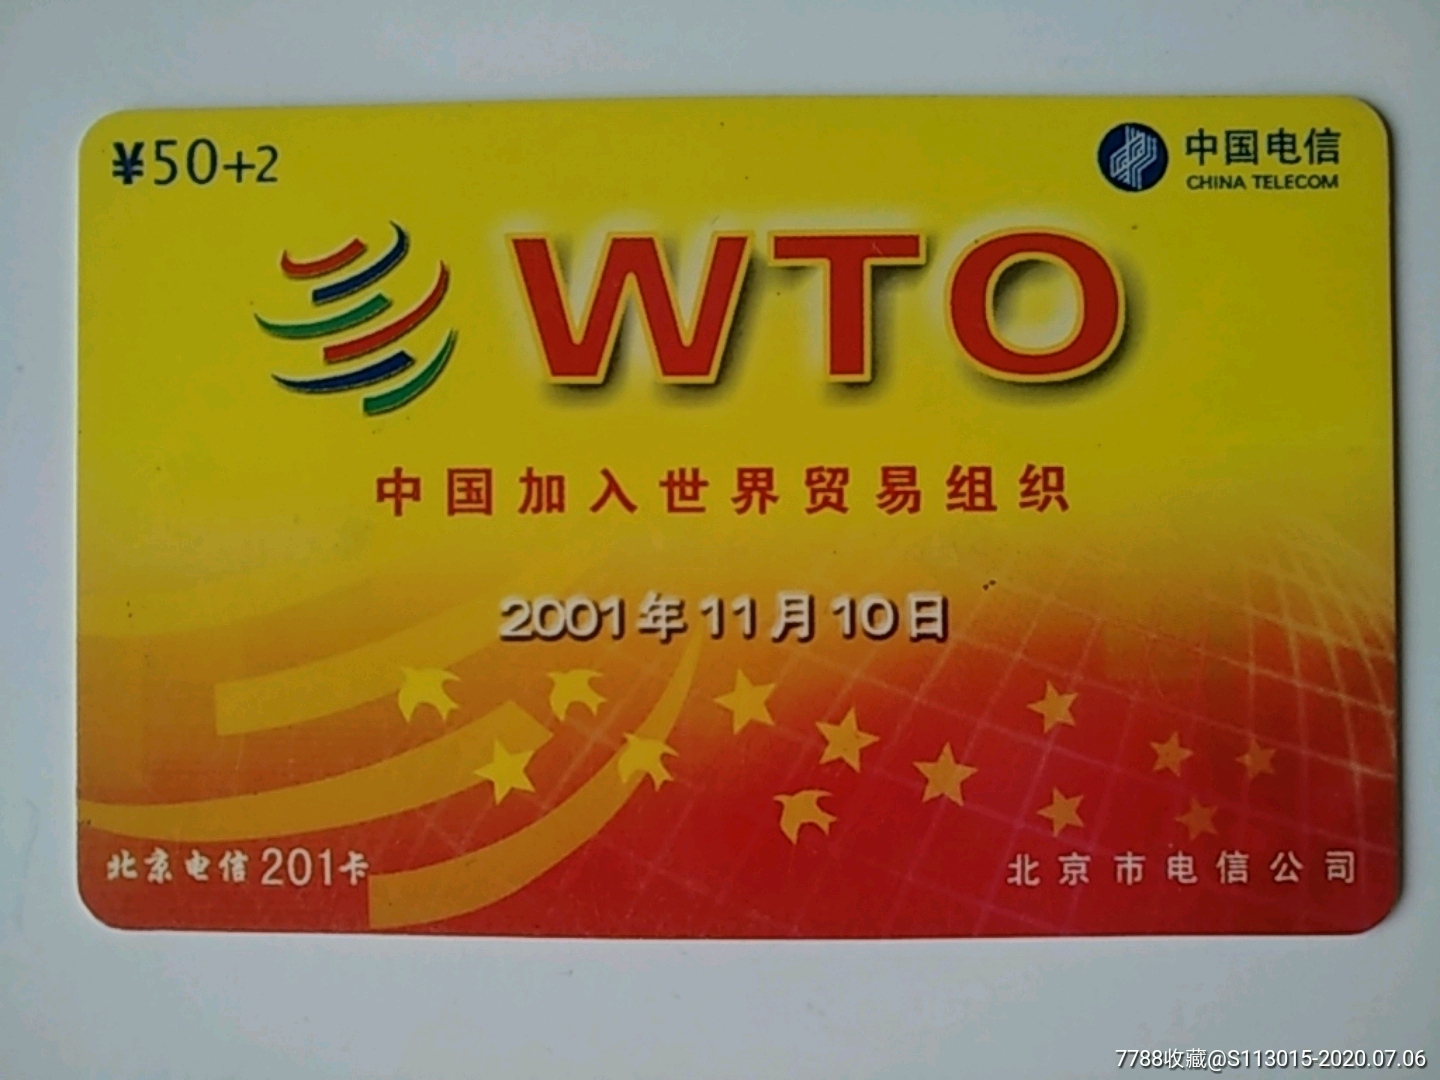 ¥50+2
中国电信
CHINA TELECOM
WTO
中国加入世界贸易组织
2001年11月10日
北京电信201卡
北京市电信公司
7788收藏@S113015-2020.07.06